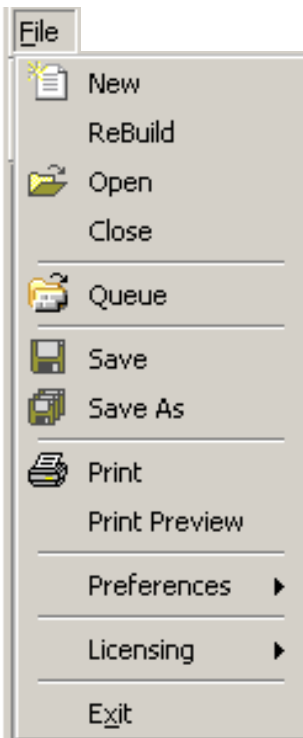 File
New
ReBuild
Open
Close
Queue
Save
Save As
Print
Print Preview
Preferences
Licensing
Exit